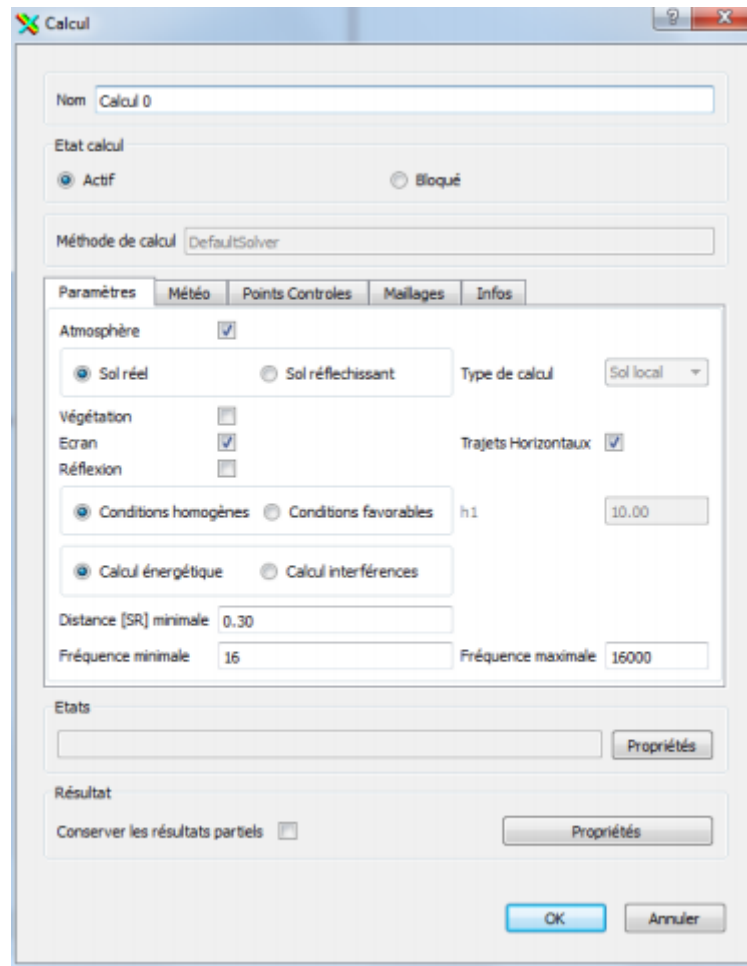 Calcul
Nom Calcul 0
Etat calcul
Actif Bloqué
Méthode de calcul DefaultSolver
Paramètres Météo Points Controles Maillages Infos
Atmosphère
Sol réel Sol réflechissant Type de calcul Sol local
Végétation
Ecran Trajets Horizontaux
Réflexion
Conditions homogènes Conditions favorables h1 10.00
Calcul énergétique Calcul interférences
Distance [SR] minimale 0.30
Fréquence minimale 16 Fréquence maximale 16000
Etats
Propriétés
Résultat
Conserver les résultats partiels Propriétés
OK Annuler